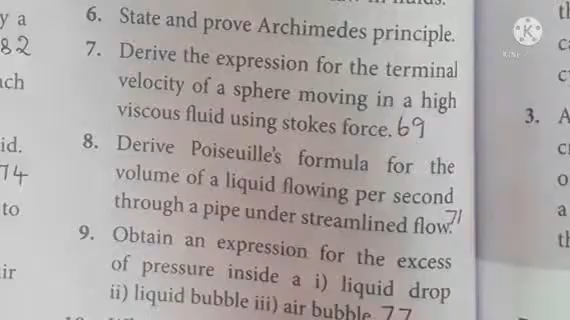 6. State and prove Archimedes principle.
7. Derive the expression for the terminal
velocity of a sphere moving in a high
viscous fluid using stokes force. 69
8. Derive Poiseuille's formula for the
volume of a liquid flowing per second
through a pipe under streamlined flow. 71
9. Obtain an expression for the excess
of pressure inside a i) liquid drop
ii) liquid bubble iii) air bubble 77
y a
82
id.
74
to
3. A
K